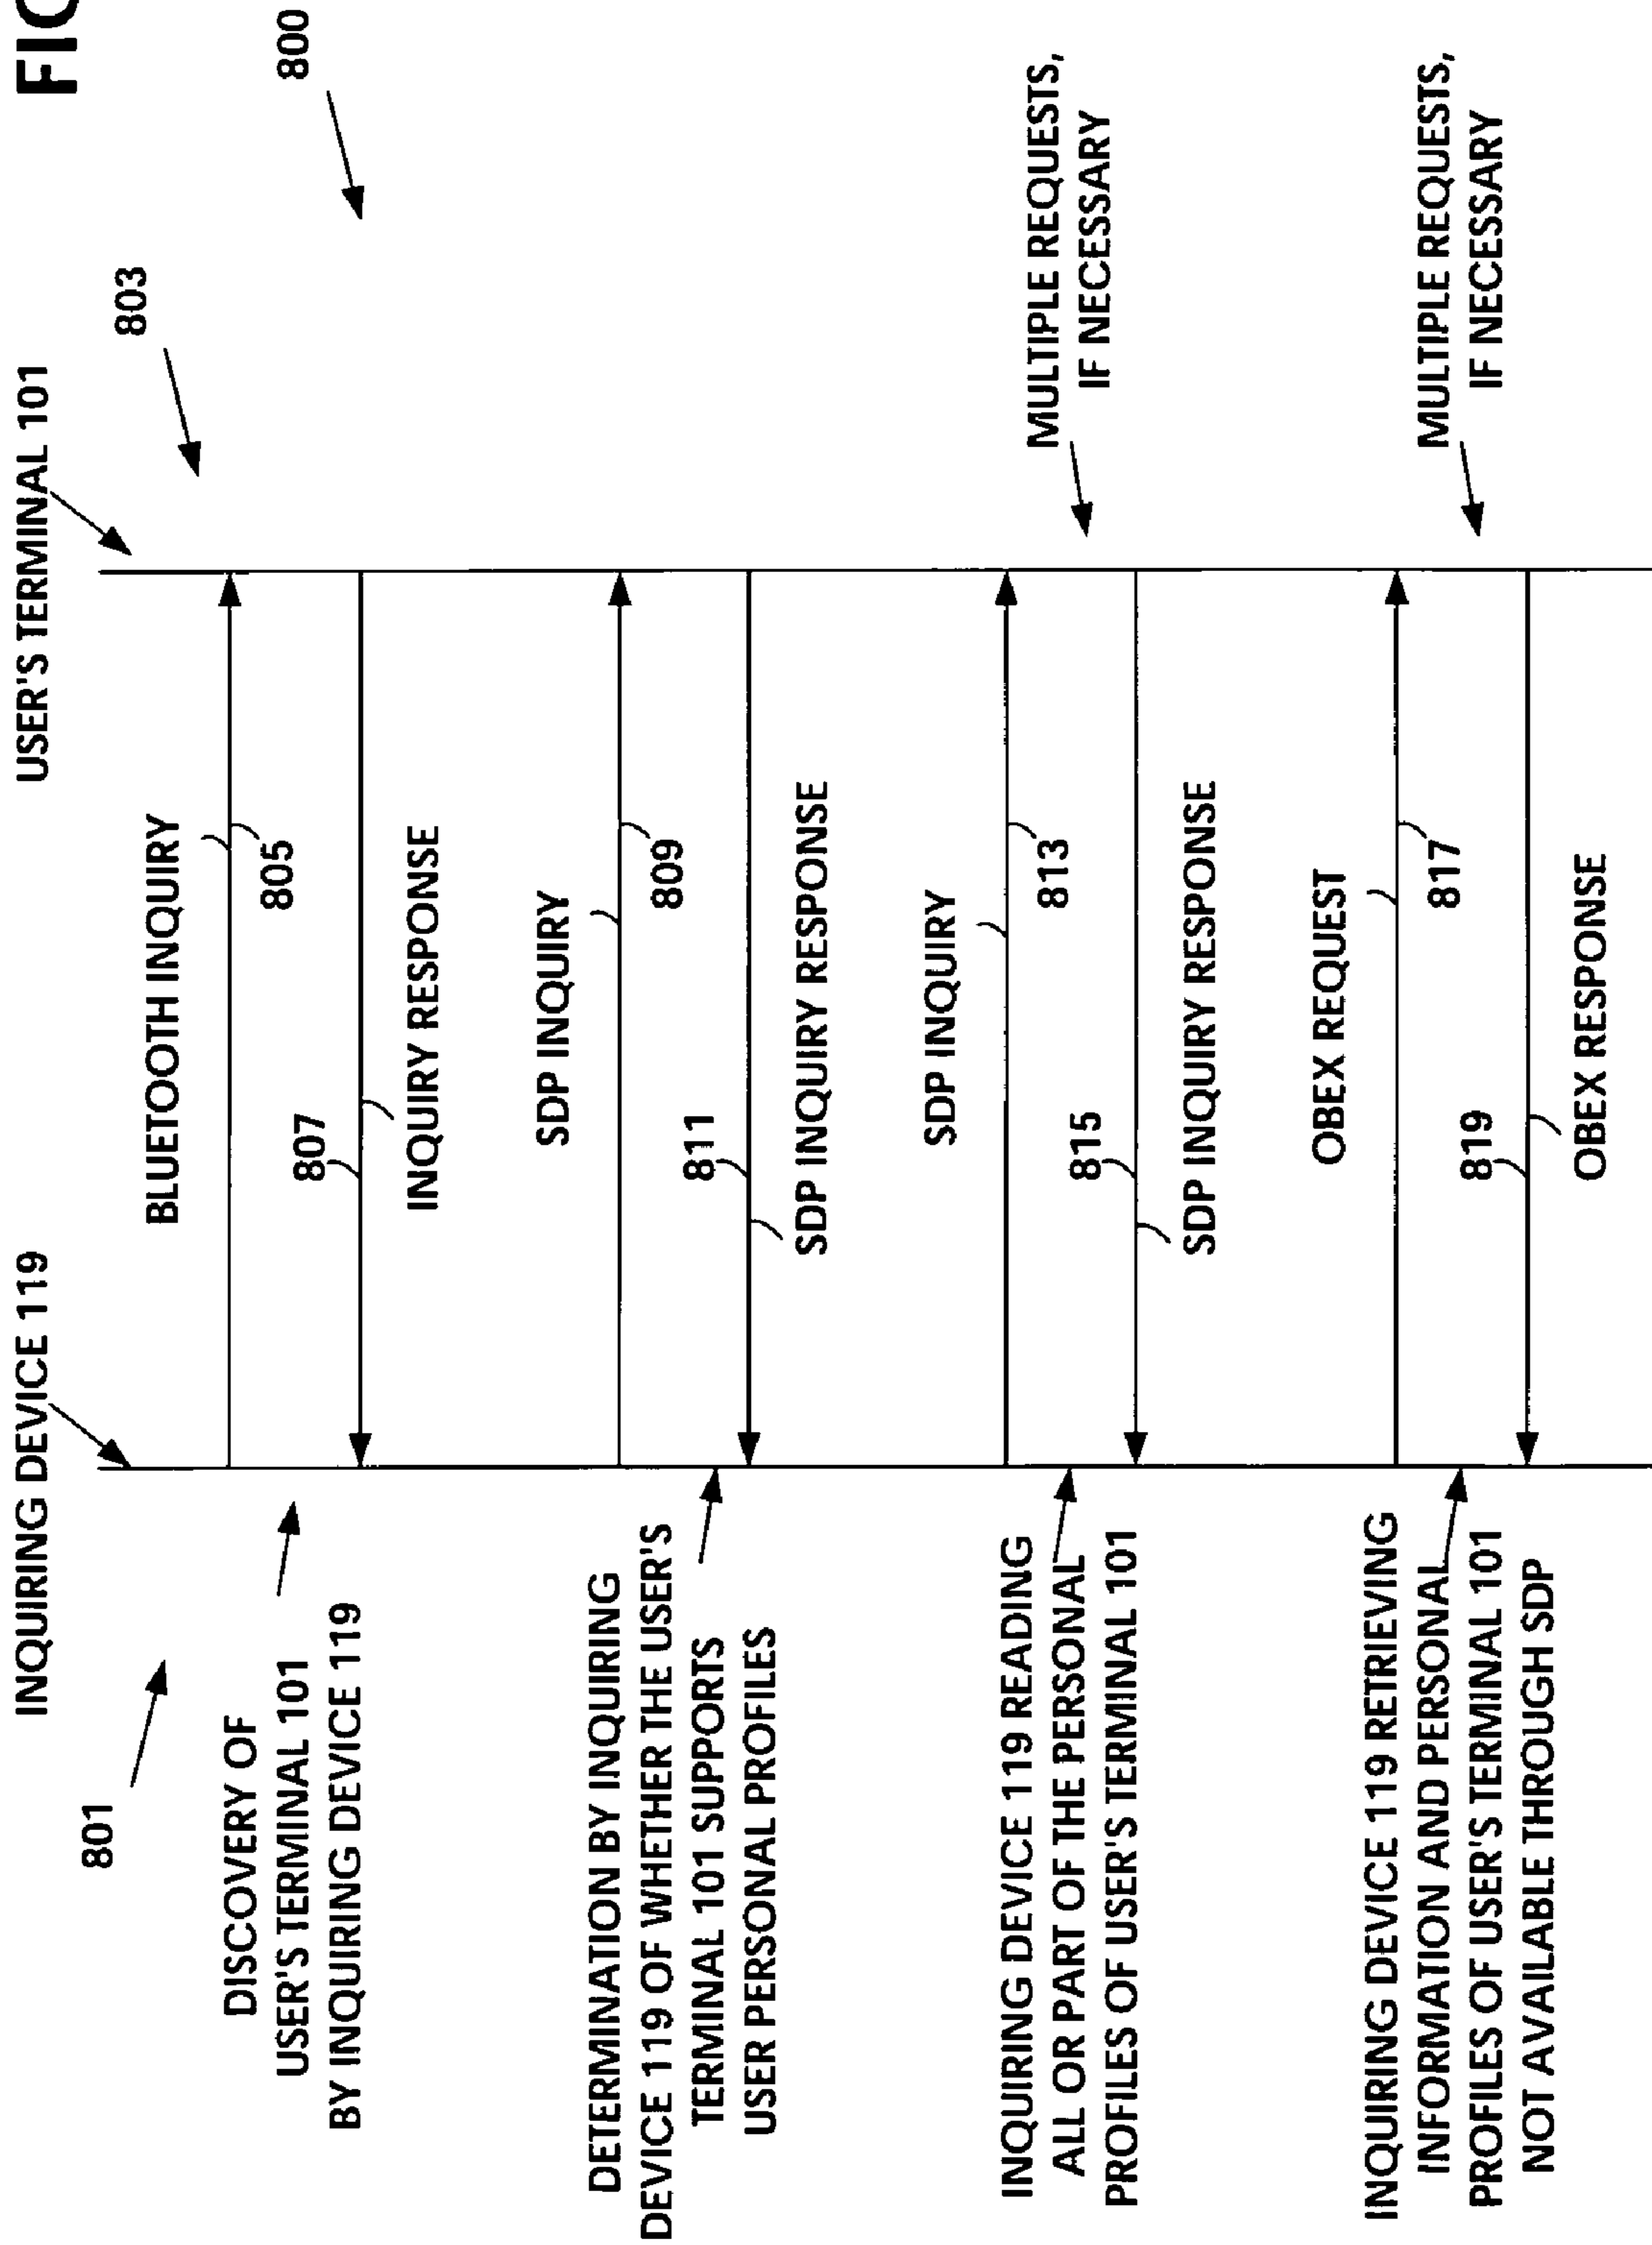 FIG
800
INQUIRING DEVICE 119
USER'S TERMINAL 101
801
803
DISCOVERY OF
USER'S TERMINAL 101
BY INQUIRING DEVICE 119
BLUETOOTH INQUIRY
805
807
INQUIRY RESPONSE
DETERMINATION BY INQUIRING
DEVICE 119 OF WHETHER THE USER'S
TERMINAL 101 SUPPORTS
USER PERSONAL PROFILES
SDP INQUIRY
809
811
SDP INQUIRY RESPONSE
INQUIRING DEVICE 119 READING
ALL OR PART OF THE PERSONAL
PROFILES OF USER'S TERMINAL 101
SDP INQUIRY
813
815
SDP INQUIRY RESPONSE
MULTIPLE REQUESTS,
IF NECESSARY
INQUIRING DEVICE 119 RETRIEVING
INFORMATION AND PERSONAL
PROFILES OF USER'S TERMINAL 101
NOT AVAILABLE THROUGH SDP
OBEX REQUEST
817
819
OBEX RESPONSE
MULTIPLE REQUESTS,
IF NECESSARY